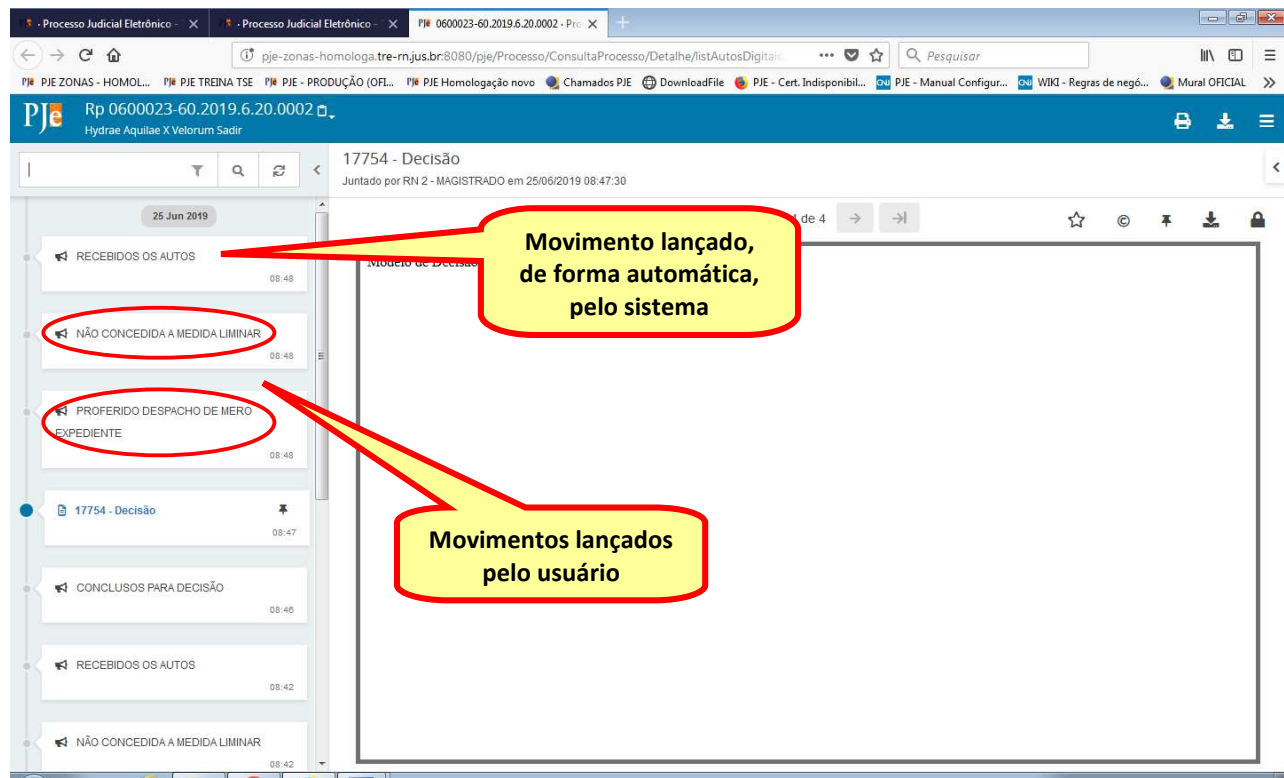 · Processo Judicial Eletrônico -
· Processo Judicial Eletrônico -
PJe 0600023-60.2019.6.20.0002 · Pro
pje-zonas-homologa.tre-rn.jus.br:8080/pje/Processo/ConsultaProcesso/Detalhe/listAutosDigitais
Pesquisar
PJe PJE ZONAS - HOMOL... PJe PJE TREINA TSE PJe PJE - PRODUÇÃO (OFI... PJe PJE Homologação novo Chamados PJE DownloadFile PJE - Cert. Indisponibil... CNJ PJE - Manual Configur... CNJ WIKI - Regras de negó... Mural OFICIAL
PJe Rp 0600023-60.2019.6.20.0002
Hydrae Aquilae X Velorum Sadir
17754 - Decisão
Juntado por RN 2 - MAGISTRADO em 25/06/2019 08:47:30
de 4
25 Jun 2019
RECEBIDOS OS AUTOS
08:48
NÃO CONCEDIDA A MEDIDA LIMINAR
08:48
PROFERIDO DESPACHO DE MERO
EXPEDIENTE
08:48
17754 - Decisão
08:47
CONCLUSOS PARA DECISÃO
08:46
RECEBIDOS OS AUTOS
08:42
NÃO CONCEDIDA A MEDIDA LIMINAR
08:42
Modelo de Decisão
Movimento lançado,
de forma automática,
pelo sistema
Movimentos lançados
pelo usuário